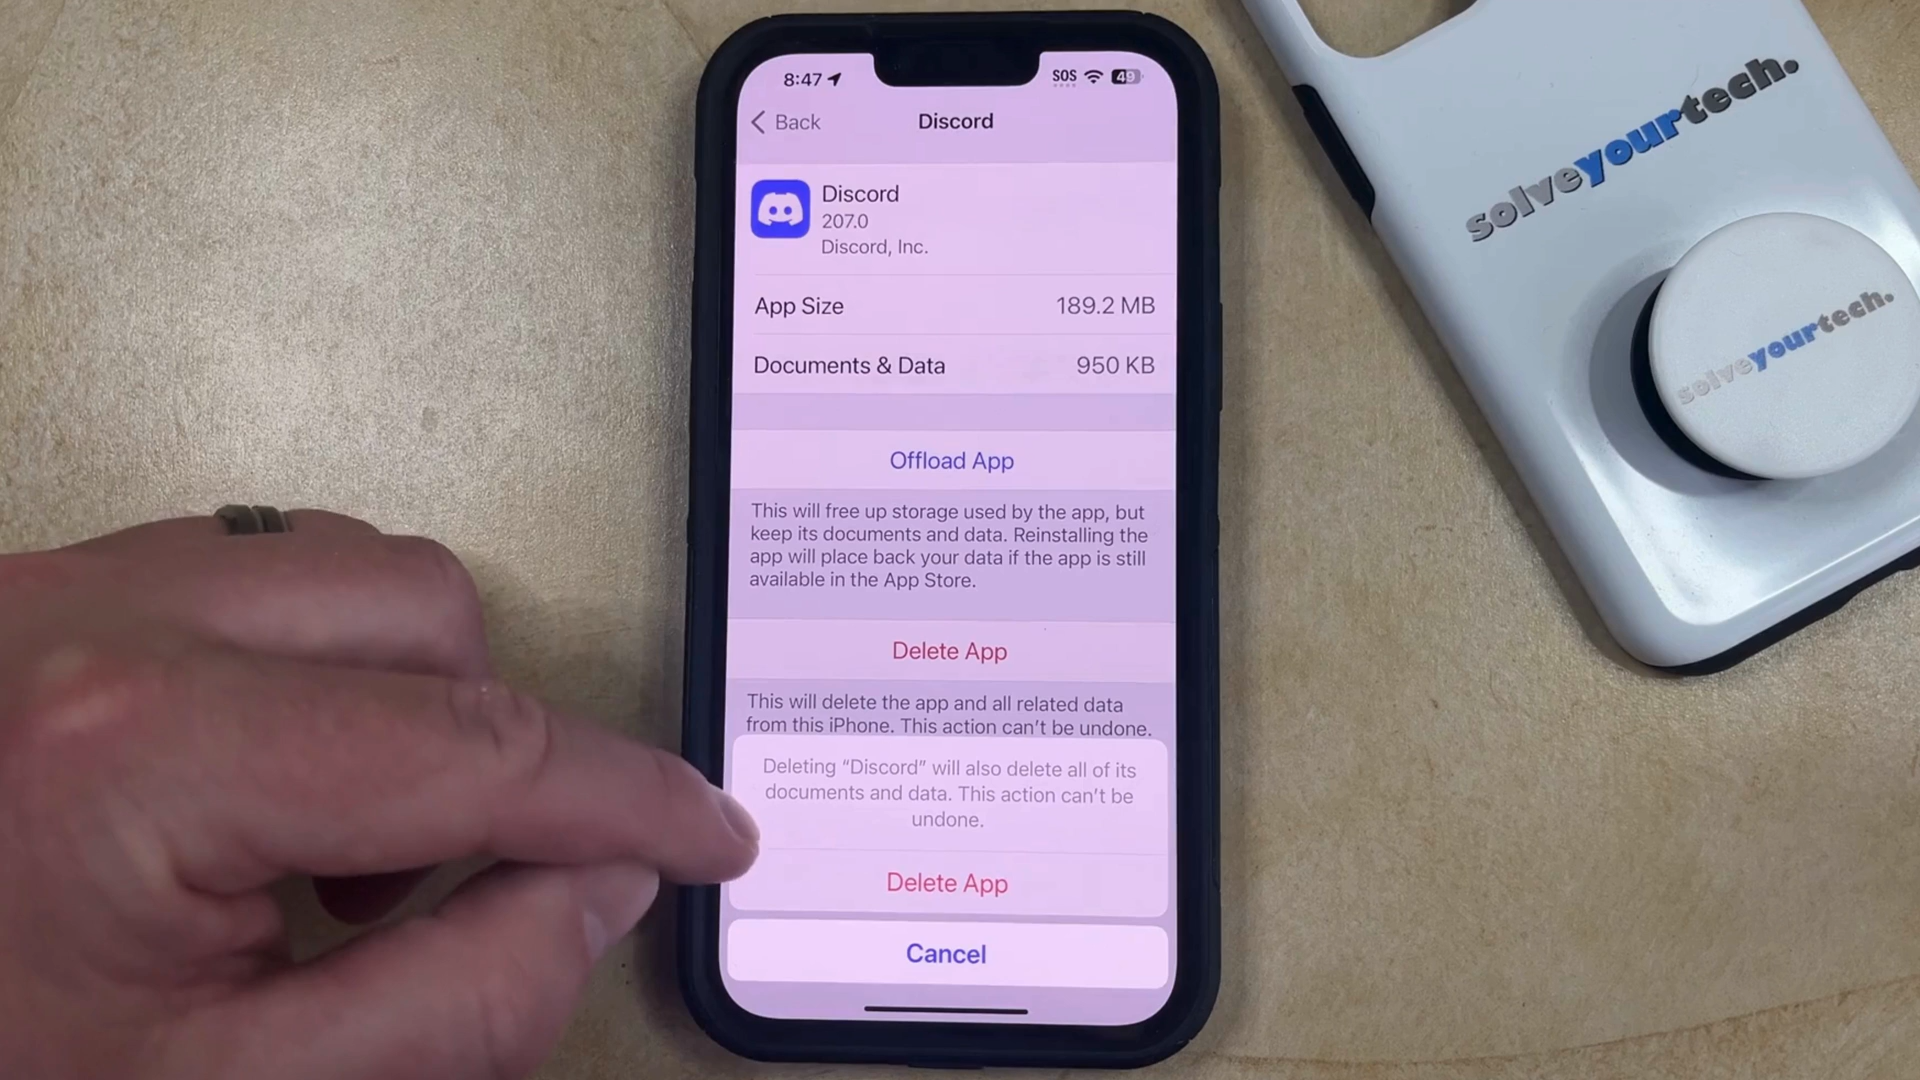 8:47
SOS
49
Back
Discord
Discord
207.0
Discord, Inc.
App Size 189.2 MB
Documents & Data 950 KB
Offload App
This will free up storage used by the app, but
keep its documents and data. Reinstalling the
app will place back your data if the app is still
available in the App Store.
Delete App
This will delete the app and all related data
from this iPhone. This action can't be undone.
Deleting “Discord” will also delete all of its
documents and data. This action can't be
undone.
Delete App
Cancel
solveyourtech.
solveyourtech.